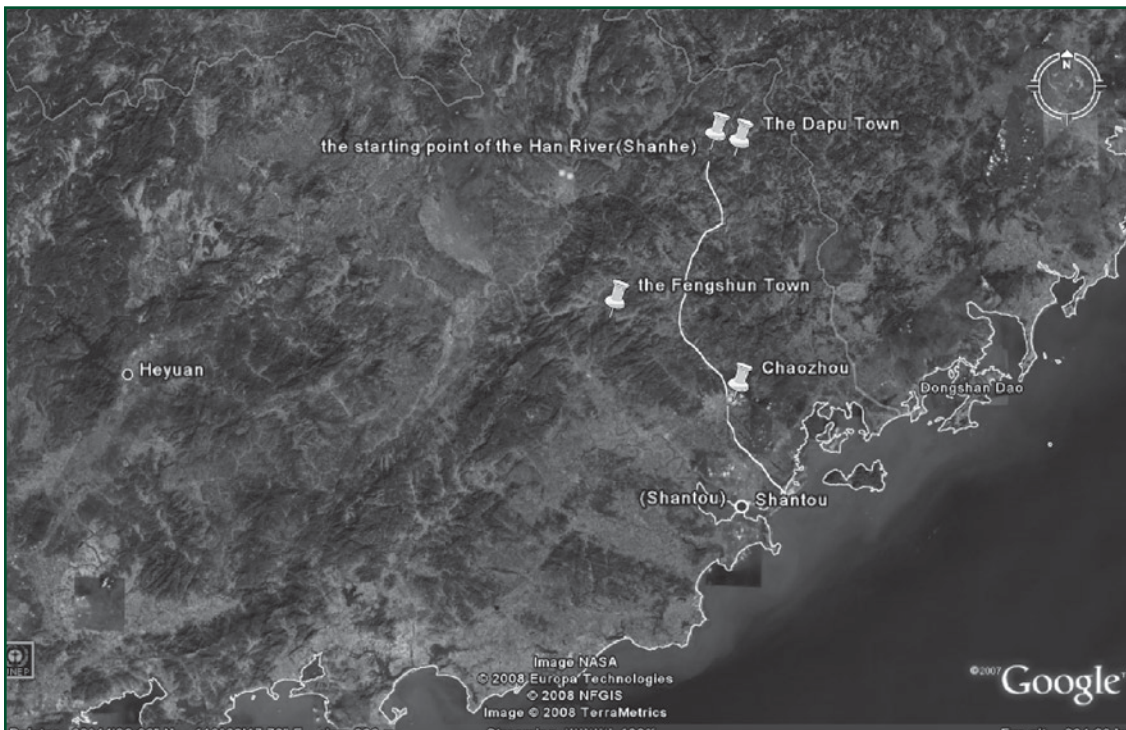 N
The Dapu Town
the starting point of the Han River(Shanhe)
the Fengshun Town
Heyuan
Chaozhou
Dongshan Dao
(Shantou)
Shantou
Image NASA
© 2008 Europa Technologies
© 2008 NFGIS
Image © 2008 TerraMetrics
©2007 Google